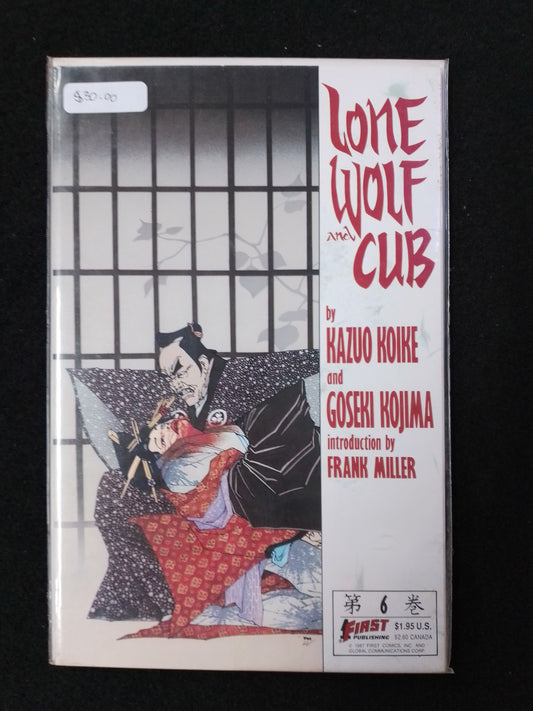 $30.00
LONE
WOLF
and
CUB
by
KAZUO KOIKE
and
GOSEKI KOJIMA
introduction by
FRANK MILLER
第 6 巻
FIRST
PUBLISHING
$1.95 U.S.
$2.60 CANADA
© 1987 FIRST COMICS, INC. AND
GLOBAL COMMUNICATIONS CORP.